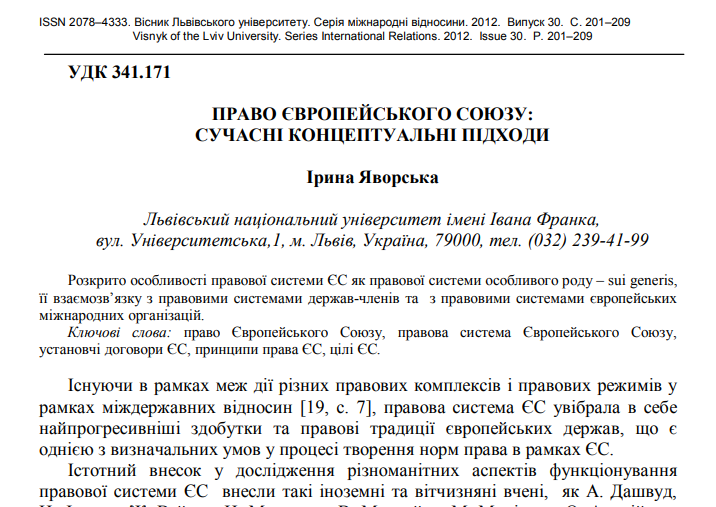 ISSN 2078–4333. Вісник Львівського університету. Серія міжнародні відносини. 2012. Випуск 30. С. 201–209
Visnyk of the Lviv University. Series International Relations. 2012. Issue 30. P. 201–209
УДК 341.171
ПРАВО ЄВРОПЕЙСЬКОГО СОЮЗУ:
СУЧАСНІ КОНЦЕПТУАЛЬНІ ПІДХОДИ
Ірина Яворська
Львівський національний університет імені Івана Франка,
вул. Університетська,1, м. Львів, Україна, 79000, тел. (032) 239-41-99
Розкрито особливості правової системи ЄС як правової системи особливого роду – sui generis,
її взаємозв’язку з правовими системами держав-членів та з правовими системами європейських
міжнародних організацій.
Ключові слова: право Європейського Союзу, правова система Європейського Союзу,
установчі договори ЄС, принципи права ЄС, цілі ЄС.
Існуючи в рамках меж дії різних правових комплексів і правових режимів у
рамках міждержавних відносин [19, с. 7], правова система ЄС увібрала в себе
найпрогресивніші здобутки та правові традиції європейських держав, що є
однією з визначальних умов у процесі творення норм права в рамках ЄС.
Істотний внесок у дослідження різноманітних аспектів функціонування
правової системи ЄС внесли такі іноземні та вітчизняні вчені, як А. Дашвуд,